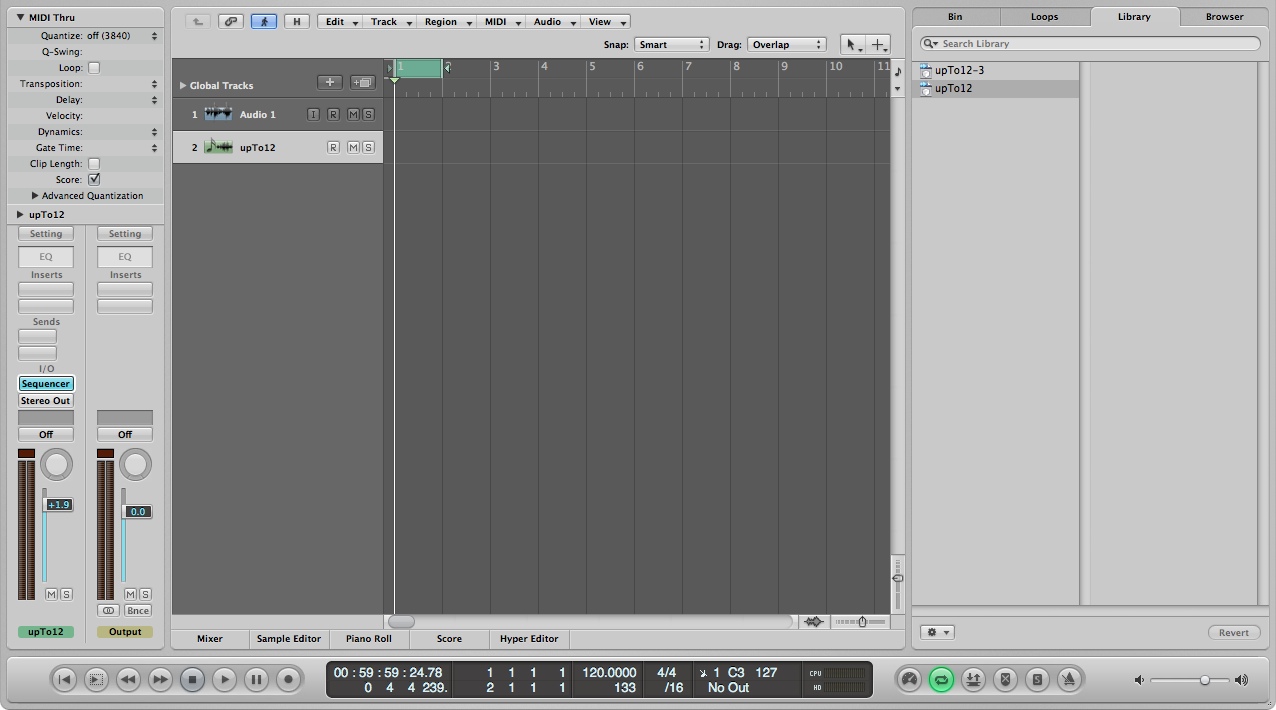 MIDI Thru
Quantize: off (3840)
Q-Swing:
Loop:
Transposition:
Delay:
Velocity:
Dynamics:
Gate Time:
Clip Length:
Score:
Advanced Quantization
upTo12
Setting Setting
EQ EQ
Inserts Inserts
Sends
I/O
Sequencer
Stereo Out
Off Off
+1.9 0.0
M S M S
Bnce
upTo12 Output
H Edit Track Region MIDI Audio View
Snap: Smart Drag: Overlap
1 2 3 4 5 6 7 8 9 10 11
Global Tracks
1 Audio 1 I R M S
2 upTo12 R M S
Mixer Sample Editor Piano Roll Score Hyper Editor
Bin Loops Library Browser
Search Library
upTo12-3
upTo12
Revert
00 : 59 : 59 : 24.78 1 1 1 1 120.0000 4/4 1 C3 127 CPU
0 4 4 239. 2 1 1 1 133 /16 No Out HD
S